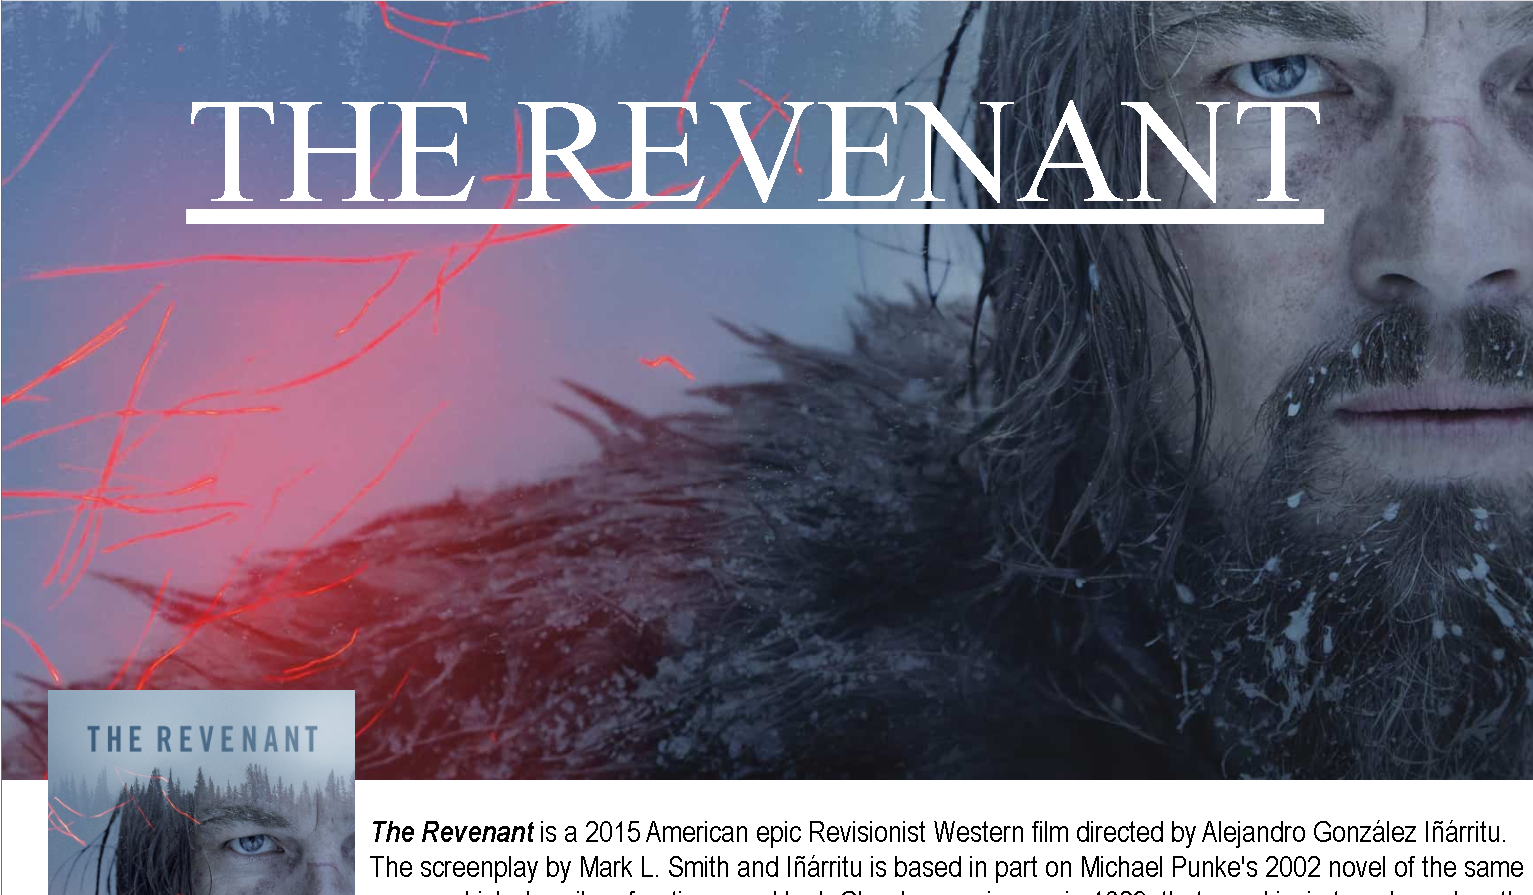 THE REVENANT
THE REVENANT
The Revenant is a 2015 American epic Revisionist Western film directed by Alejandro González Iñárritu.
The screenplay by Mark L. Smith and Iñárritu is based in part on Michael Punke's 2002 novel of the same